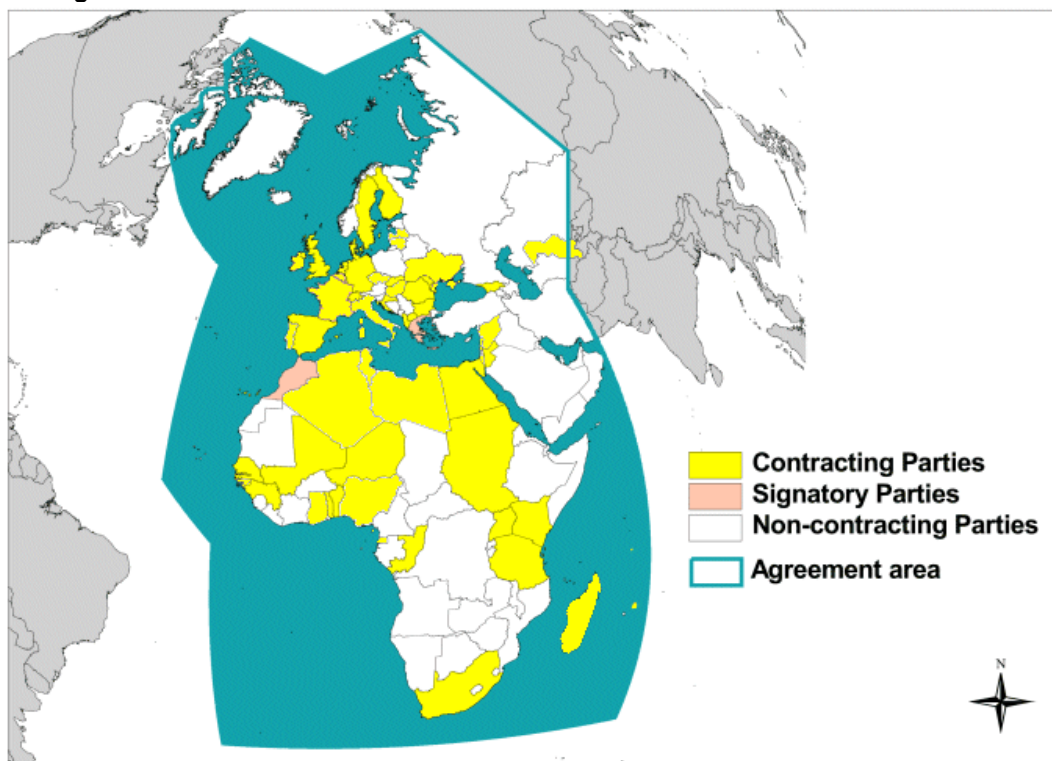 N
Contracting Parties
Signatory Parties
Non-contracting Parties
Agreement area